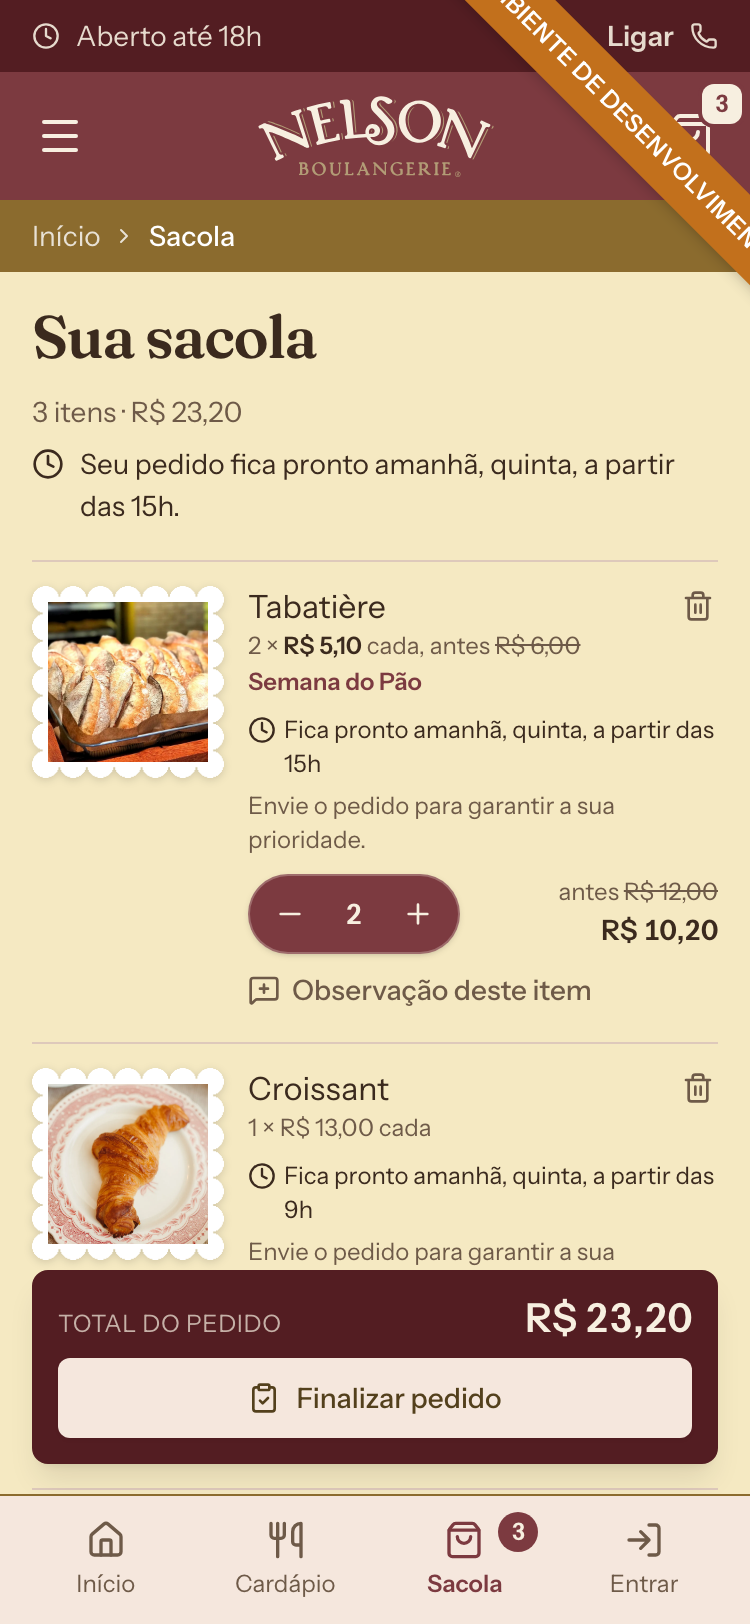 Aberto até 18h
Ligar
BIENTE DE DESENVOLVIMEN
3
NELSON
BOULANGERIE
Início > Sacola
Sua sacola
3 itens · R$ 23,20
Seu pedido fica pronto amanhã, quinta, a partir
das 15h.
Tabatière
2 × R$ 5,10 cada, antes R$ 6,00
Semana do Pão
Fica pronto amanhã, quinta, a partir das
15h
Envie o pedido para garantir a sua
prioridade.
2
antes R$ 12,00
R$ 10,20
Observação deste item
Croissant
1 × R$ 13,00 cada
Fica pronto amanhã, quinta, a partir das
9h
Envie o pedido para garantir a sua
TOTAL DO PEDIDO
R$ 23,20
Finalizar pedido
3
Início
Cardápio
Sacola
Entrar